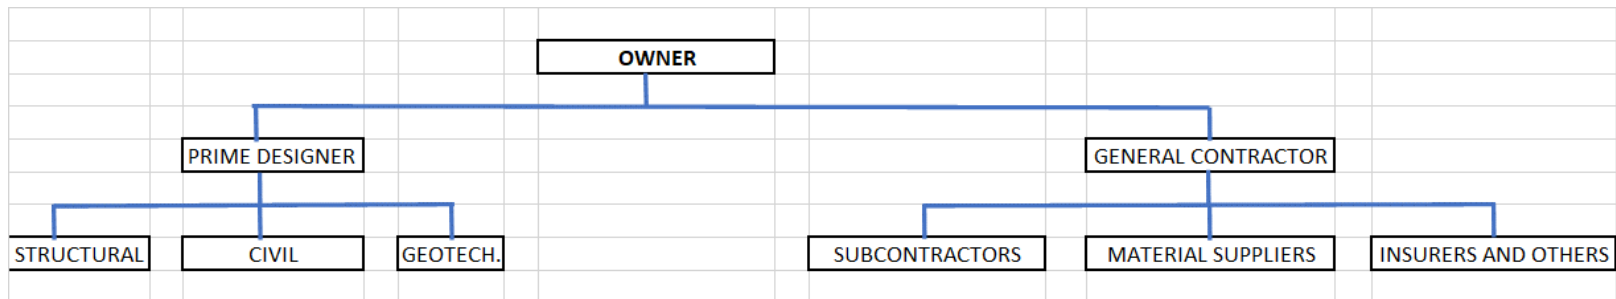 OWNER
PRIME DESIGNER
GENERAL CONTRACTOR
STRUCTURAL
CIVIL
GEOTECH.
SUBCONTRACTORS
MATERIAL SUPPLIERS
INSURERS AND OTHERS